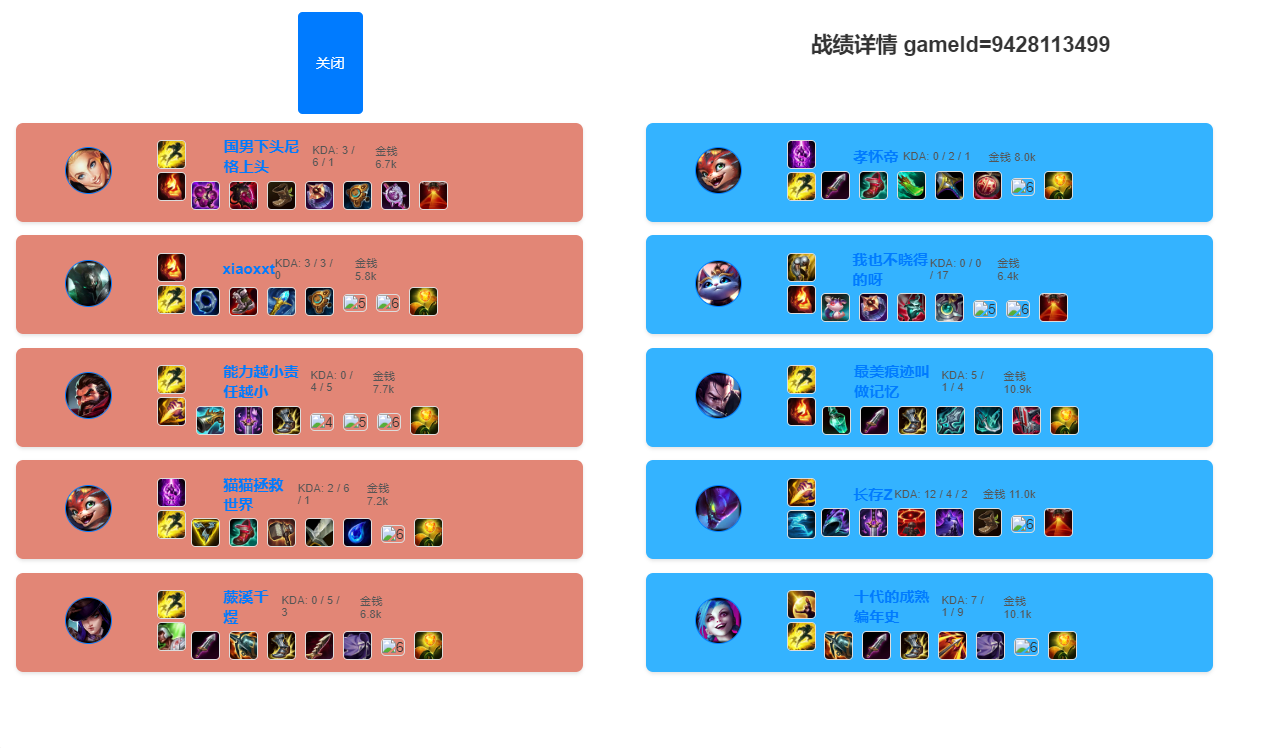 关闭
战绩详情 gameId=9428113499
国男下头尼
格上头
KDA: 3 /
6 / 1
金钱
6.7k
xiaoxxt
KDA: 3 / 3 /
0
金钱
5.8k
5
6
能力越小责
任越小
KDA: 0 /
4 / 5
金钱
7.7k
4
5
6
猫猫拯救
世界
KDA: 2 / 6
/ 1
金钱
7.2k
6
蕨溪千
煜
KDA: 0 / 5 /
3
金钱
6.8k
6
孝怀帝
KDA: 0 / 2 / 1
金钱 8.0k
6
我也不晓得
的呀
KDA: 0 / 0
/ 17
金钱
6.4k
5
6
最美痕迹叫
做记忆
KDA: 5 /
1 / 4
金钱
10.9k
长存Z
KDA: 12 / 4 / 2
金钱 11.0k
6
十代的成熟
编年史
KDA: 7 /
1 / 9
金钱
10.1k
6